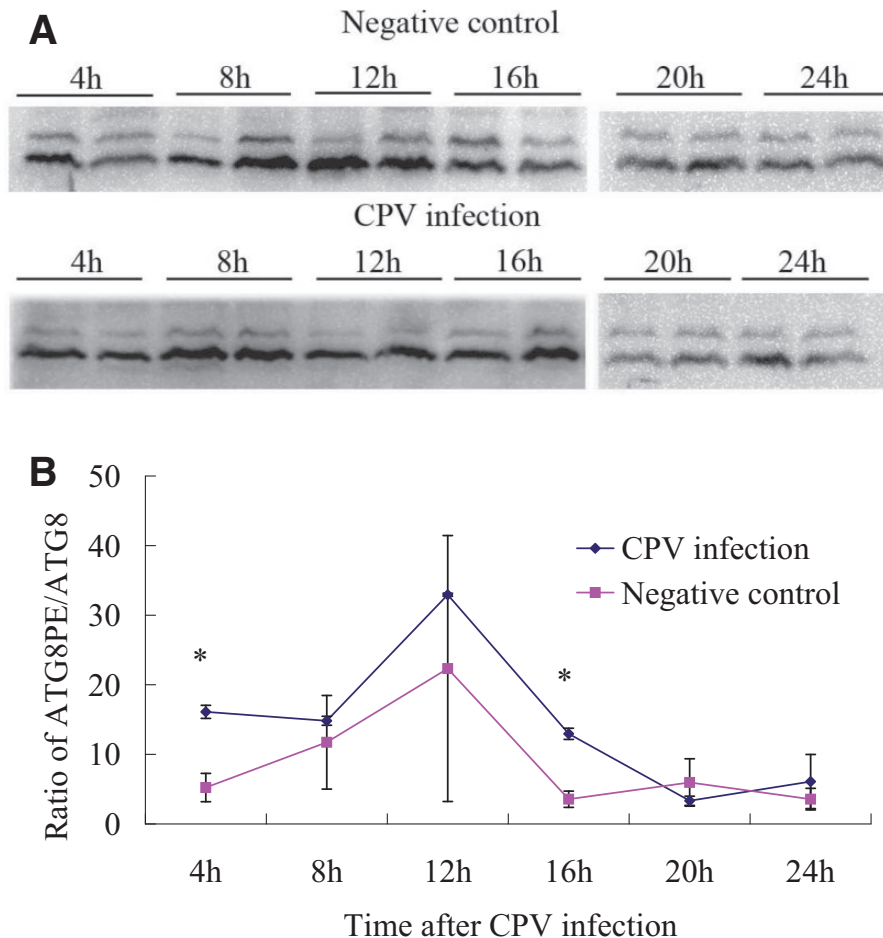 A
Negative control
4h 8h 12h 16h 20h 24h
CPV infection
4h 8h 12h 16h 20h 24h
B
Ratio of ATG8PE/ATG8
50
40
30
20
10
0
*
*
CPV infection
Negative control
4h 8h 12h 16h 20h 24h
Time after CPV infection